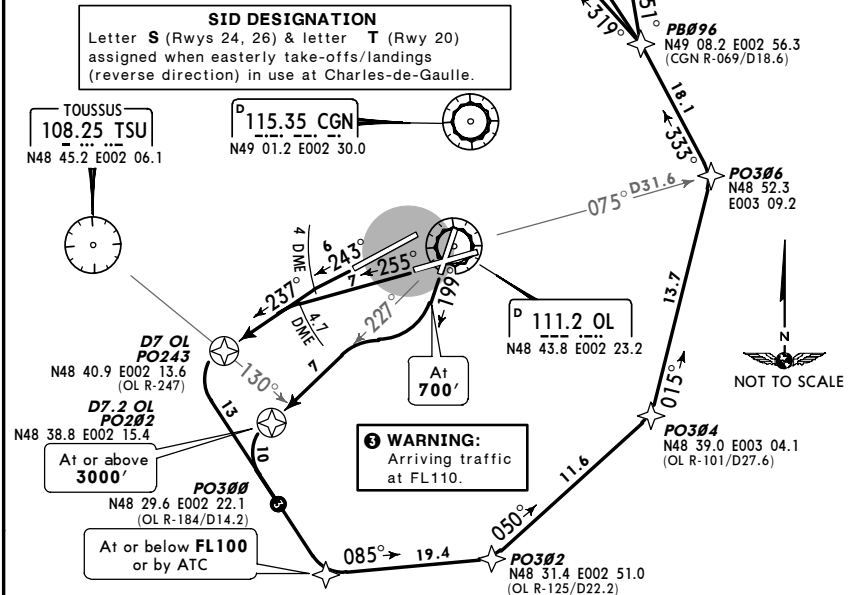 SID DESIGNATION
Letter S (Rwys 24, 26) & letter T (Rwy 20)
assigned when easterly take-offs/landings
(reverse direction) in use at Charles-de-Gaulle.
319°
51°
PBØ96
N49 08.2 E002 56.3
(CGN R-069/D18.6)
TOUSSUS
108.25 TSU
N48 45.2 E002 06.1
D 115.35 CGN
N49 01.2 E002 30.0
18.1
333°
PO3Ø6
N48 52.3
E003 09.2
075° D31.6
4 DME
6
243°
7
255°
237°
4.7
DME
227°
199°
D 111.2 OL
N48 43.8 E002 23.2
13.7
N
NOT TO SCALE
D7 OL
PO243
N48 40.9 E002 13.6
(OL R-247)
130°
7
At
700'
015°
D7.2 OL
PO2Ø2
N48 38.8 E002 15.4
At or above
3000'
13
10
3 WARNING:
Arriving traffic
at FL110.
PO3Ø4
N48 39.0 E003 04.1
(OL R-101/D27.6)
11.6
PO3ØØ
N48 29.6 E002 22.1
(OL R-184/D14.2)
3
050°
At or below FL100
or by ATC
085°
19.4
PO3Ø2
N48 31.4 E002 51.0
(OL R-125/D22.2)